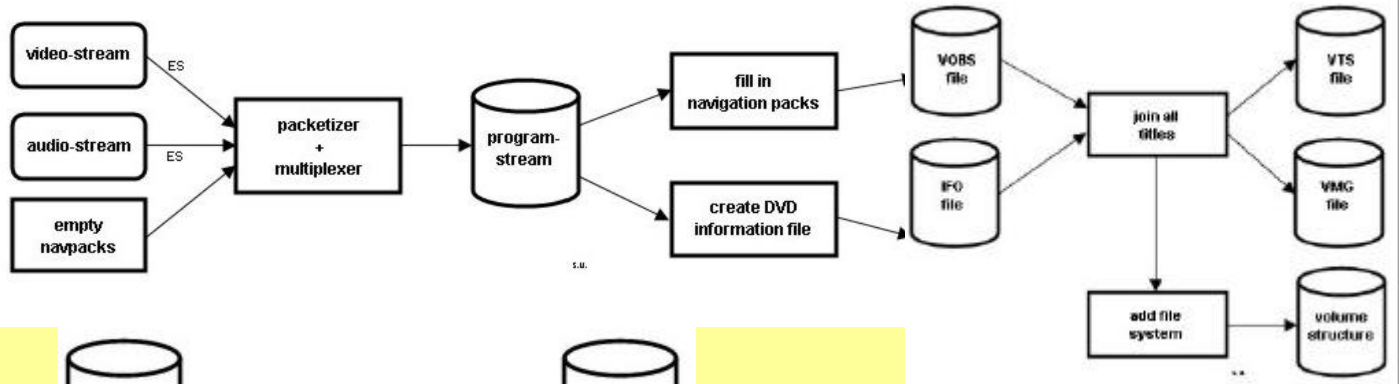 video-stream
ES
audio-stream
ES
empty
navpacks
packetizer
+
multiplexer
program-
stream
fill in
navigation packs
create DVD
information file
s.u.
VOBS
file
IFO
file
join all
titles
VTS
file
VMG
file
add file
system
volume
structure